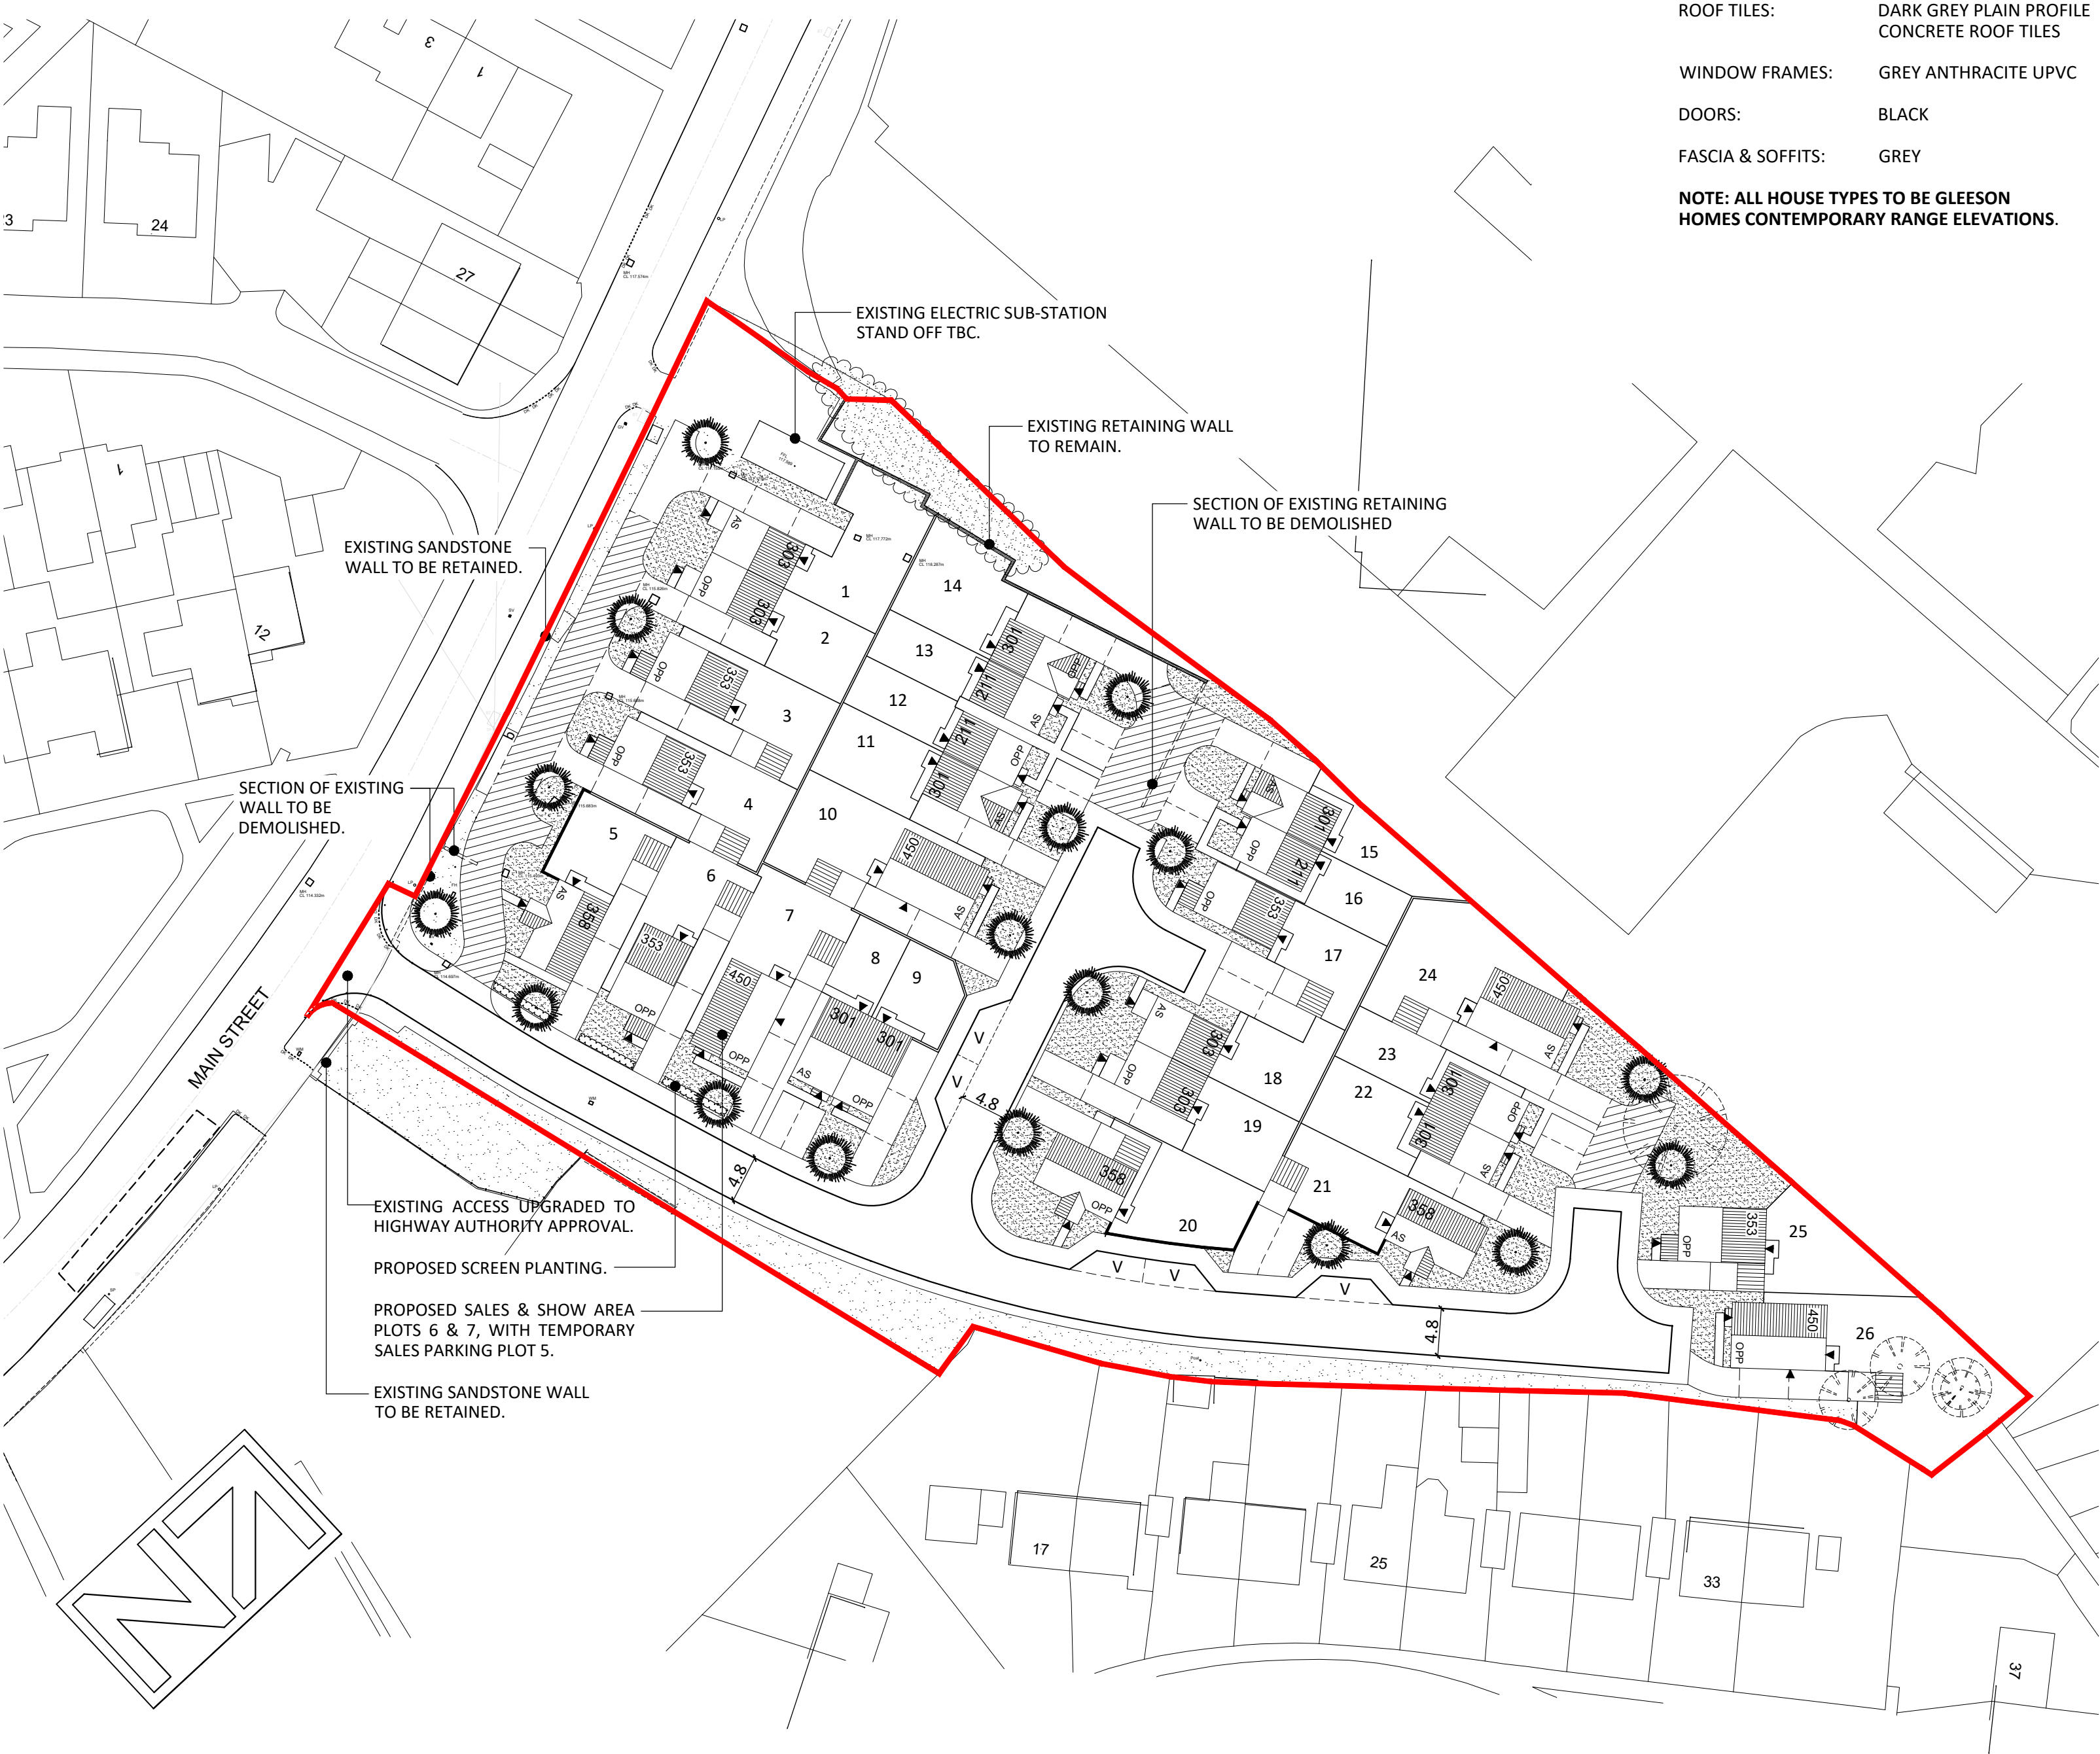 ROOF TILES: DARK GREY PLAIN PROFILE
CONCRETE ROOF TILES
WINDOW FRAMES: GREY ANTHRACITE UPVC
DOORS: BLACK
FASCIA & SOFFITS: GREY
NOTE: ALL HOUSE TYPES TO BE GLEESON
HOMES CONTEMPORARY RANGE ELEVATIONS.
3
1
24
27
EXISTING ELECTRIC SUB-STATION
STAND OFF TBC.
EXISTING RETAINING WALL
TO REMAIN.
SECTION OF EXISTING RETAINING
WALL TO BE DEMOLISHED
EXISTING SANDSTONE
WALL TO BE RETAINED.
1
12
SECTION OF EXISTING
WALL TO BE
DEMOLISHED.
MAIN STREET
EXISTING ACCESS UPGRADED TO
HIGHWAY AUTHORITY APPROVAL.
PROPOSED SCREEN PLANTING.
PROPOSED SALES & SHOW AREA
PLOTS 6 & 7, WITH TEMPORARY
SALES PARKING PLOT 5.
EXISTING SANDSTONE WALL
TO BE RETAINED.
AS
303
1
OPP
303
2
OPP
353
3
OPP
353
4
5
AS
358
6
353
OPP
7
450
OPP
8
9
301
301
AS
OPP
10
450
AS
11
301
AS
12
211
OPP
13
211
AS
14
301
OPP
15
301
AS
16
211
OPP
17
353
OPP
18
303
AS
19
303
OPP
20
358
OPP
21
358
AS
22
301
AS
23
301
OPP
24
450
AS
25
353
OPP
26
450
OPP
V
V
V
V
V
4.8
4.8
4.8
17
25
33
37
N